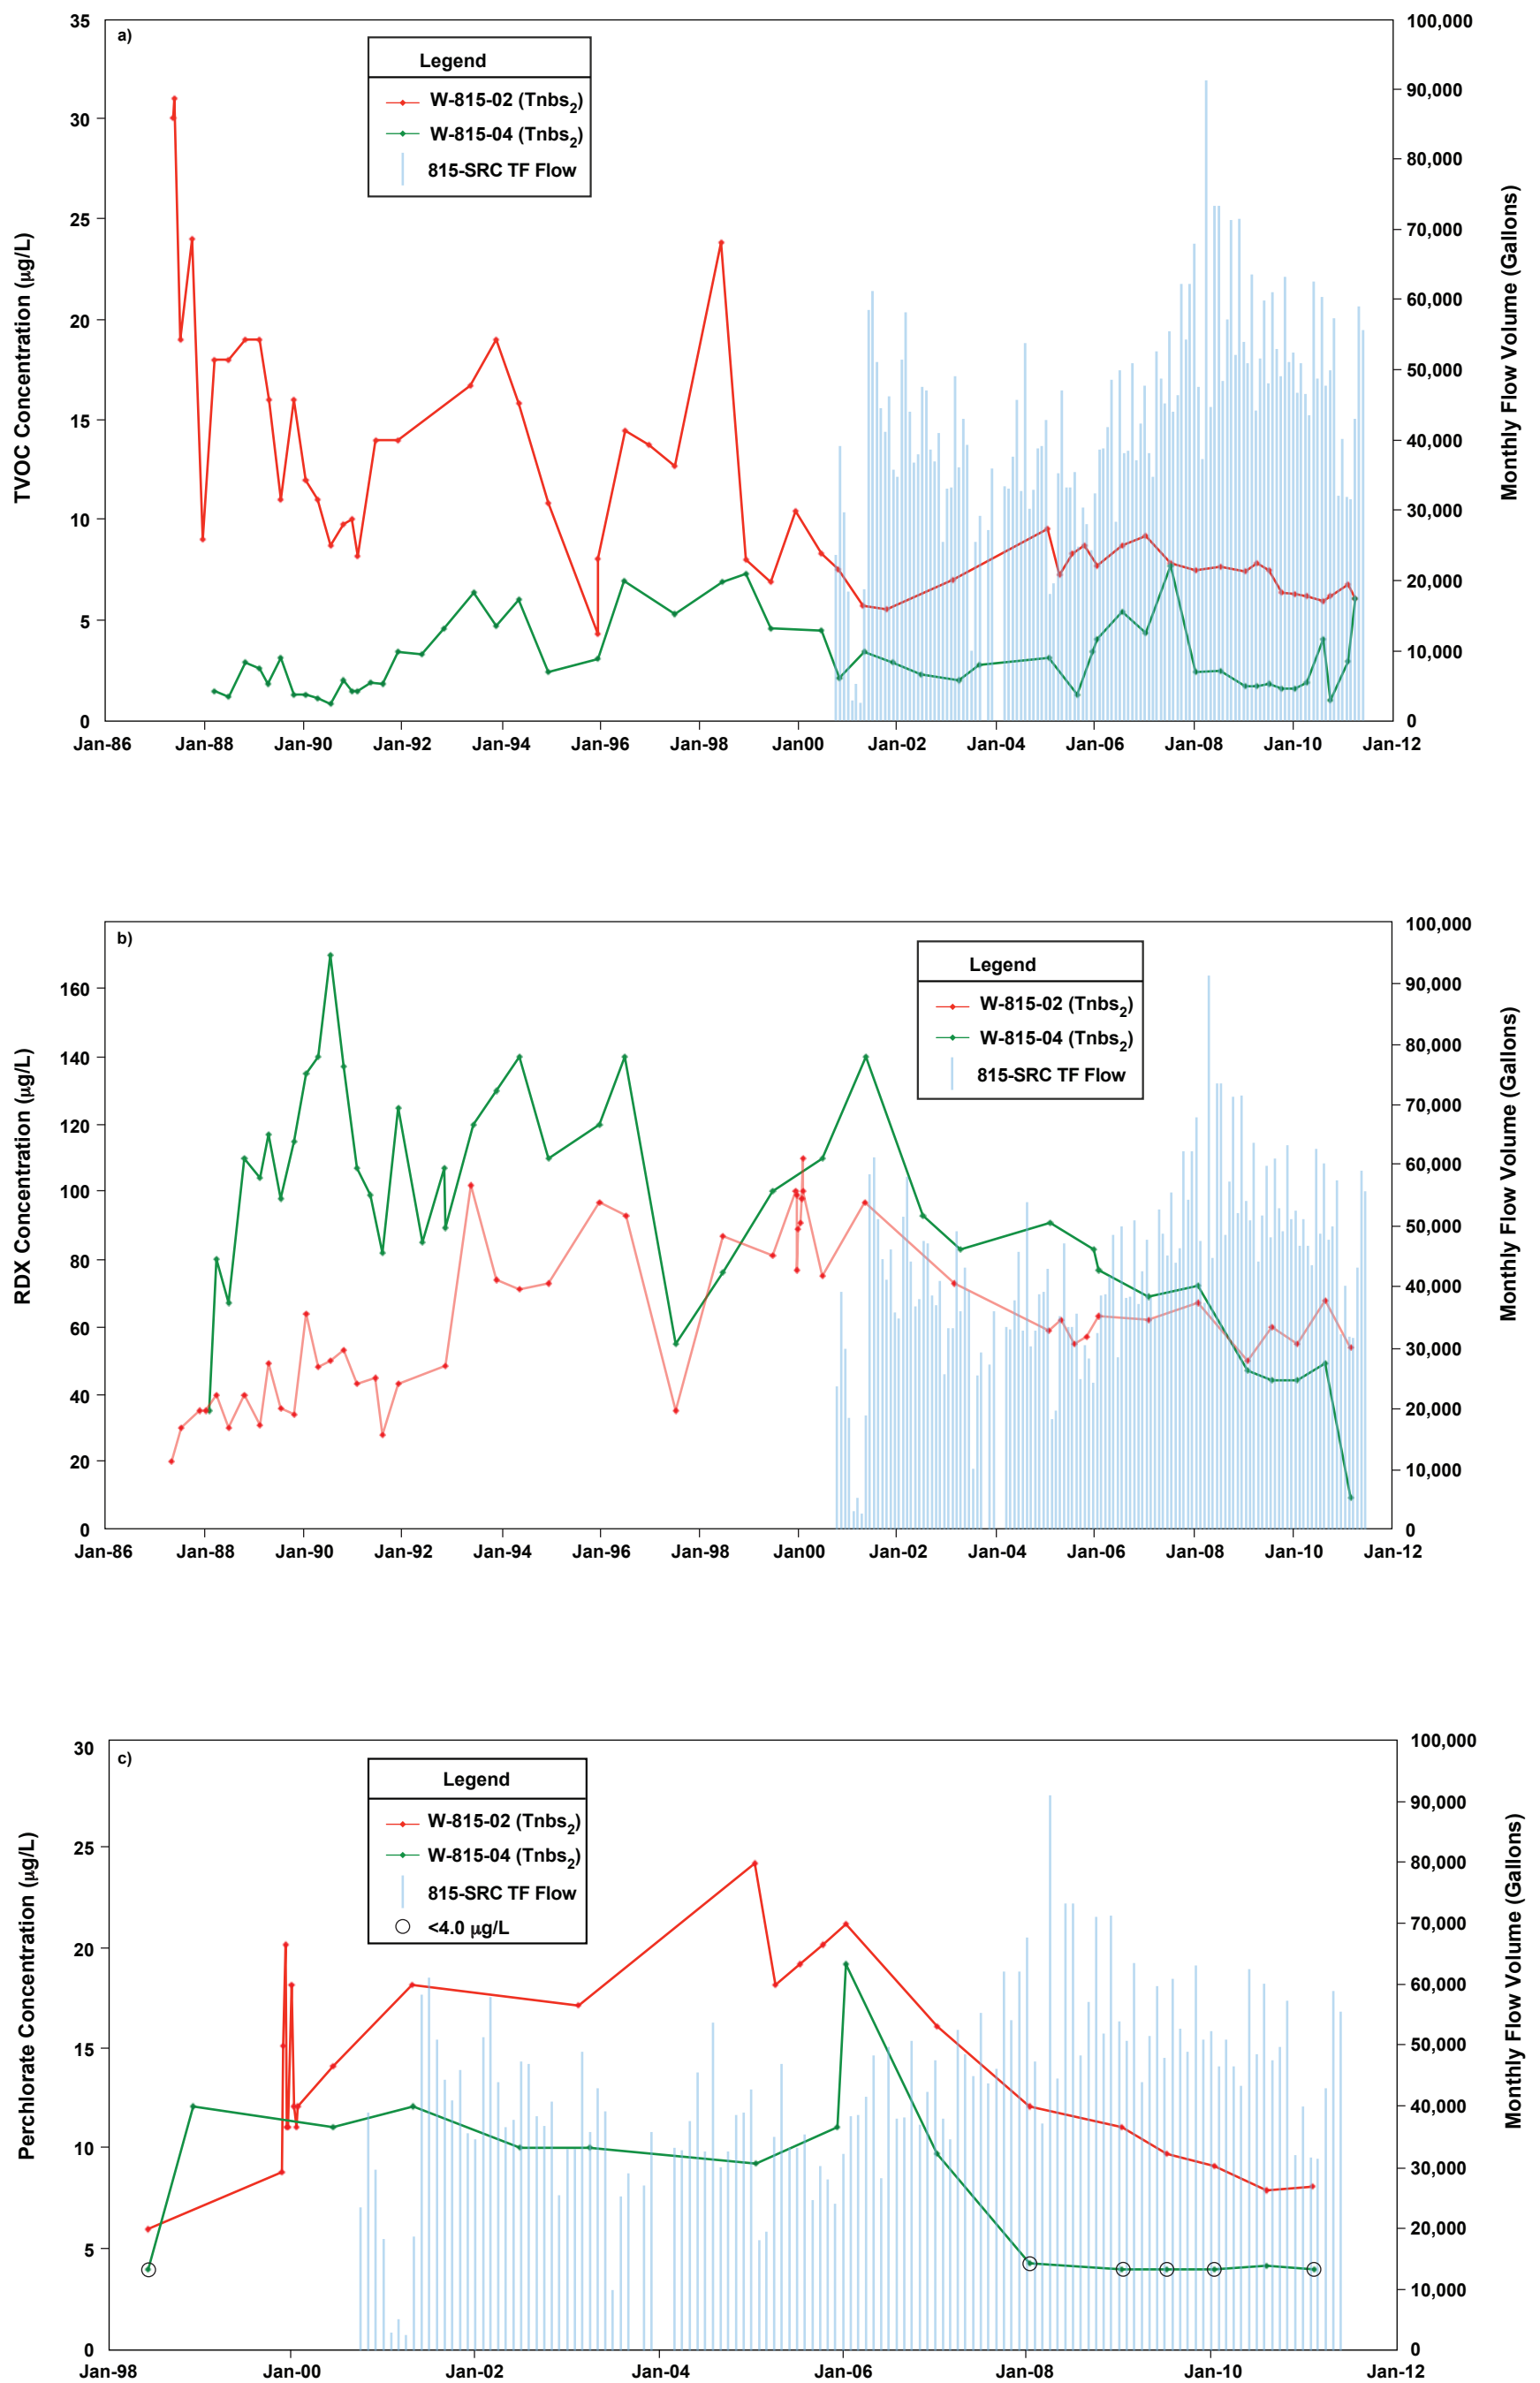 a)
Legend
W-815-02 (Tnbs2)
W-815-04 (Tnbs2)
815-SRC TF Flow
TVOC Concentration (µg/L)
35
30
25
20
15
10
5
0
Monthly Flow Volume (Gallons)
100,000
90,000
80,000
70,000
60,000
50,000
40,000
30,000
20,000
10,000
0
Jan-86 Jan-88 Jan-90 Jan-92 Jan-94 Jan-96 Jan-98 Jan-00 Jan-02 Jan-04 Jan-06 Jan-08 Jan-10 Jan-12
b)
Legend
W-815-02 (Tnbs2)
W-815-04 (Tnbs2)
815-SRC TF Flow
RDX Concentration (µg/L)
160
140
120
100
80
60
40
20
0
Monthly Flow Volume (Gallons)
100,000
90,000
80,000
70,000
60,000
50,000
40,000
30,000
20,000
10,000
0
Jan-86 Jan-88 Jan-90 Jan-92 Jan-94 Jan-96 Jan-98 Jan-00 Jan-02 Jan-04 Jan-06 Jan-08 Jan-10 Jan-12
c)
Legend
W-815-02 (Tnbs2)
W-815-04 (Tnbs2)
815-SRC TF Flow
<4.0 µg/L
Perchlorate Concentration (µg/L)
30
25
20
15
10
5
0
Monthly Flow Volume (Gallons)
100,000
90,000
80,000
70,000
60,000
50,000
40,000
30,000
20,000
10,000
0
Jan-98 Jan-00 Jan-02 Jan-04 Jan-06 Jan-08 Jan-10 Jan-12